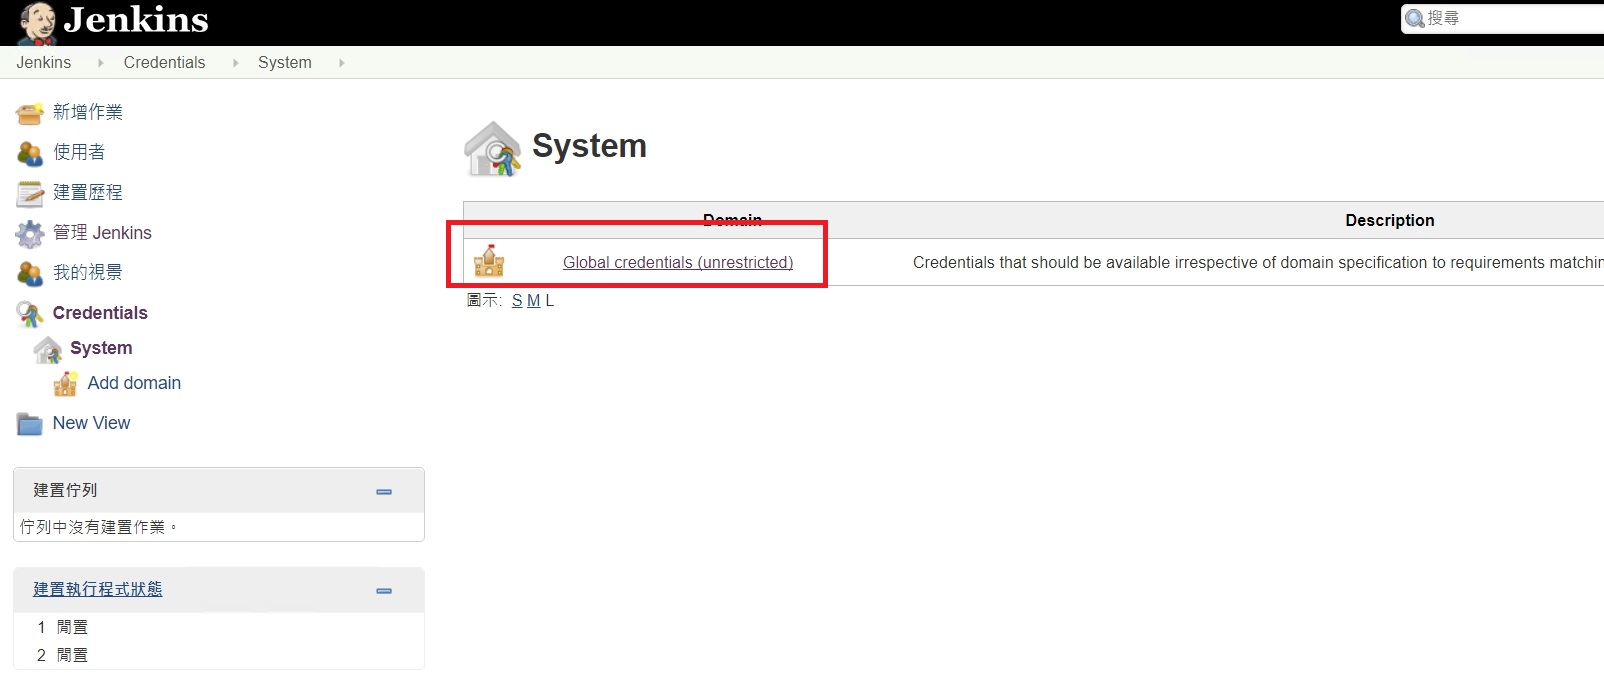 Jenkins
搜尋
Jenkins Credentials System
新增作業
使用者
建置歷程
管理 Jenkins
我的視景
Credentials
System
Add domain
New View
建置佇列
佇列中沒有建置作業。
建置執行程式狀態
1 閒置
2 閒置
System
Domain Description
Global credentials (unrestricted) Credentials that should be available irrespective of domain specification to requirements matchin
圖示: S M L